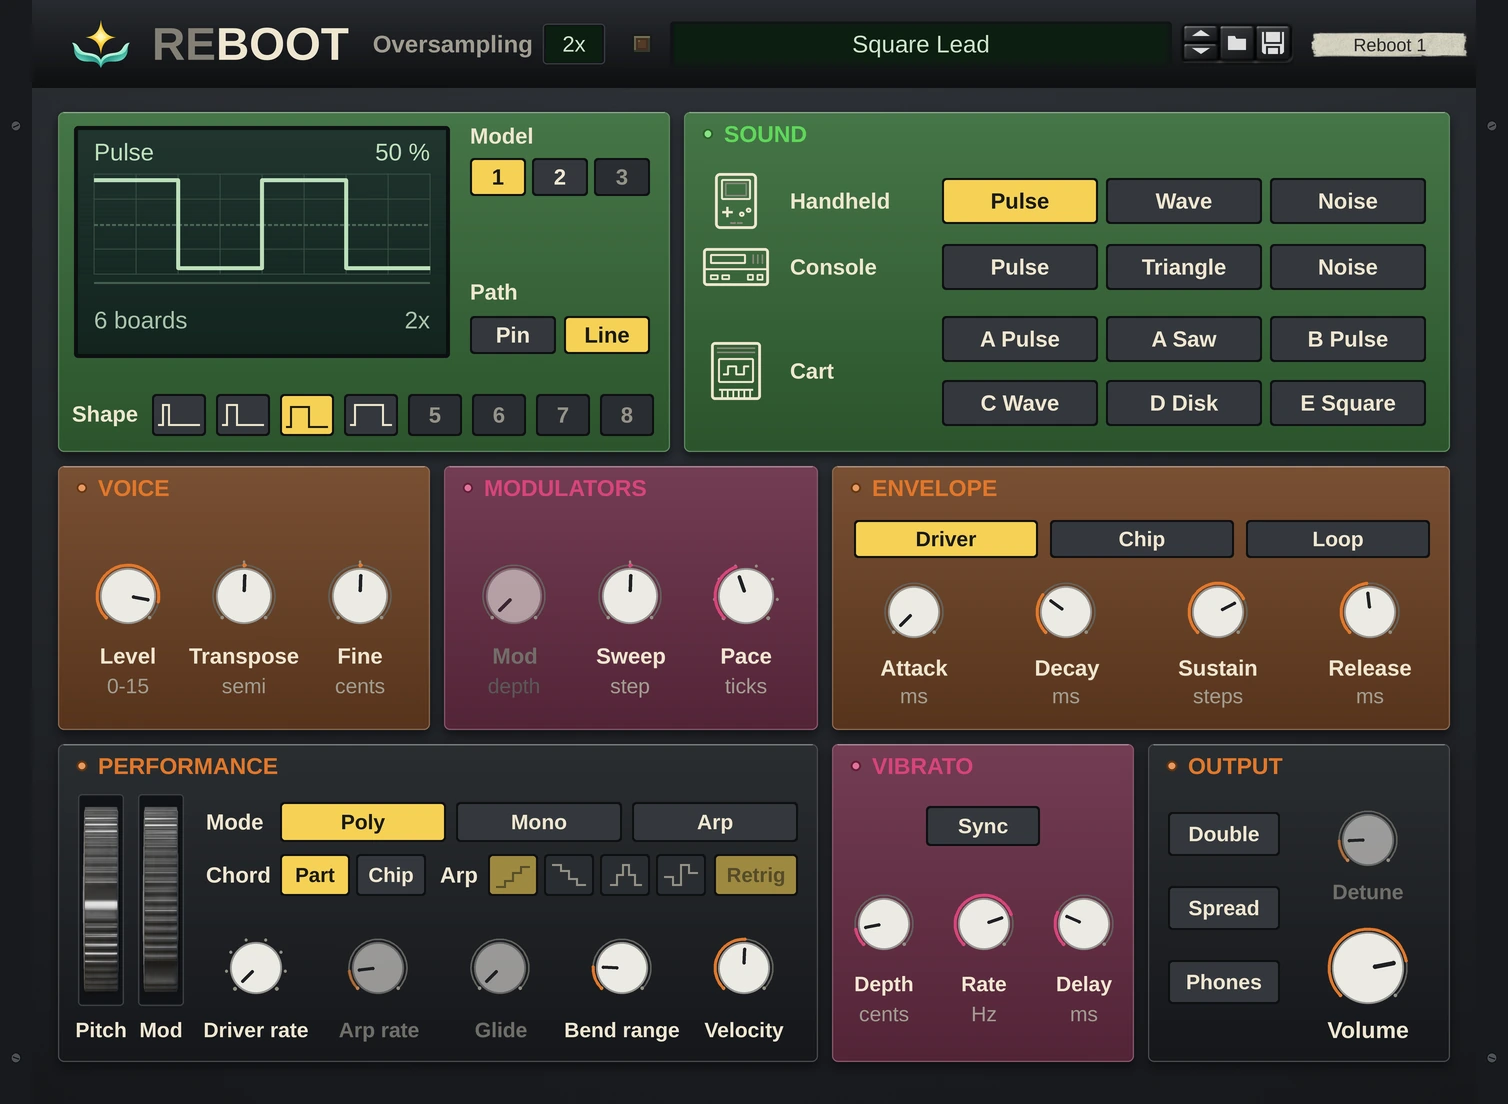 REBOOT
Oversampling
2x
Square Lead
Reboot 1
Pulse 50 %
6 boards 2x
Model
1 2 3
Path
Pin Line
Shape 5 6 7 8
SOUND
Handheld Pulse Wave Noise
Console Pulse Triangle Noise
Cart
A Pulse A Saw B Pulse
C Wave D Disk E Square
VOICE
Level Transpose Fine
0-15 semi cents
MODULATORS
Mod Sweep Pace
depth step ticks
ENVELOPE
Driver Chip Loop
Attack Decay Sustain Release
ms ms steps ms
PERFORMANCE
Mode Poly Mono Arp
Chord Part Chip Arp Retrig
Pitch Mod Driver rate Arp rate Glide Bend range Velocity
VIBRATO
Sync
Depth Rate Delay
cents Hz ms
OUTPUT
Double
Detune
Spread
Phones
Volume